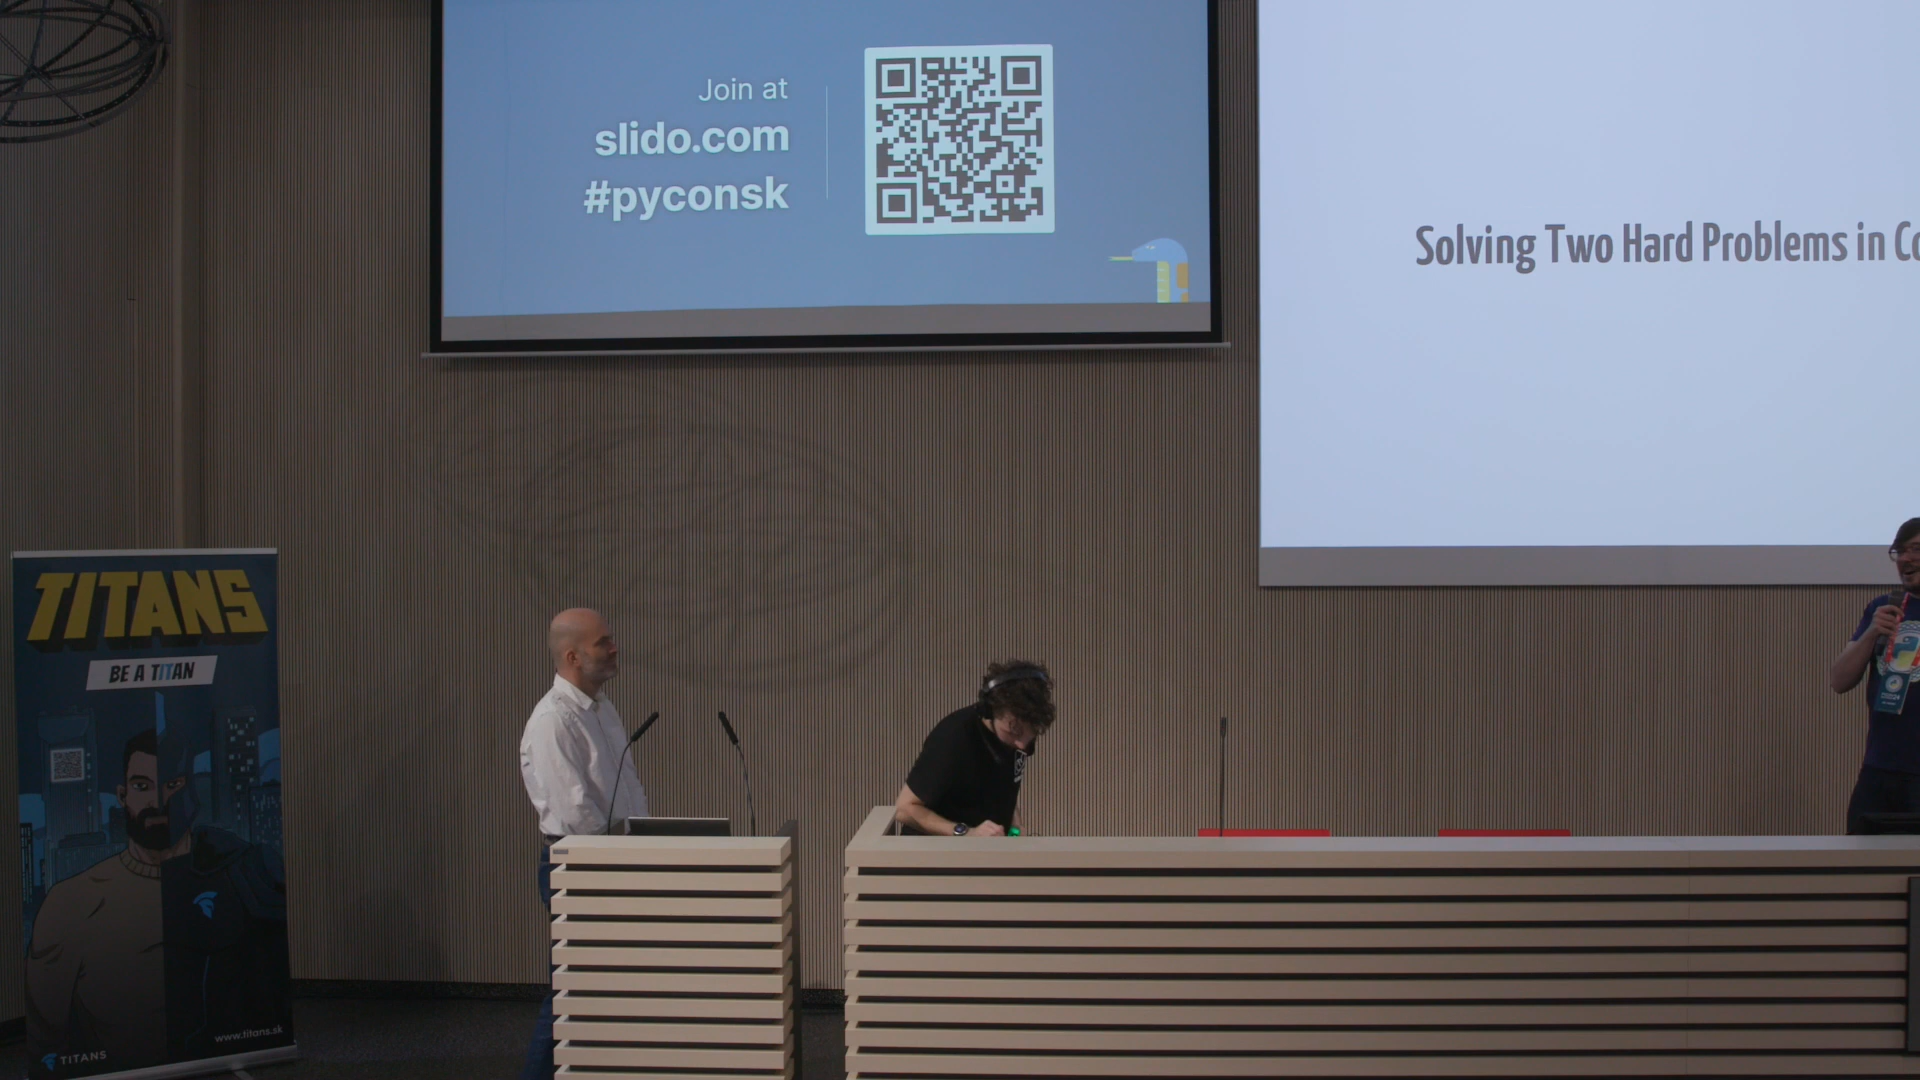 Join at
slido.com
#pyconsk
Solving Two Hard Problems in Co
TITANS
BE A TITAN
www.titans.sk
TITANS